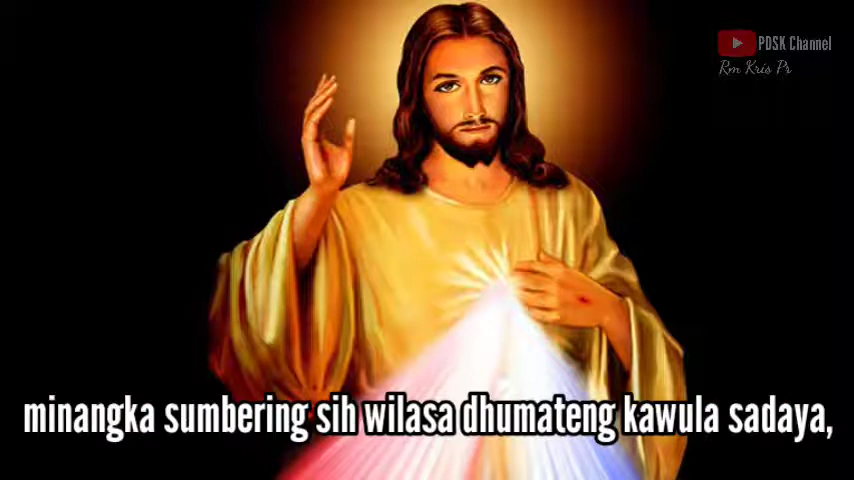 PDSK Channel
Rm Kris Pr
minangka sumbering sih wilasa dhumateng kawula sadaya,